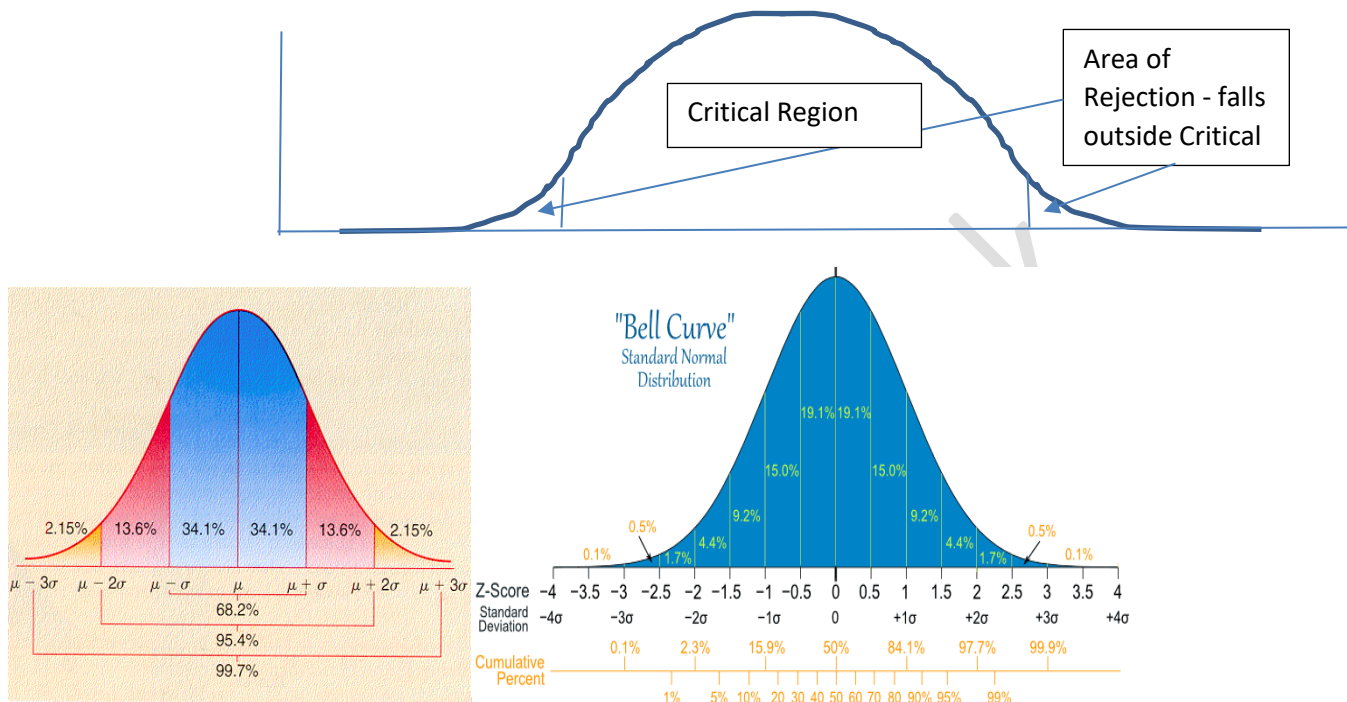 Critical Region
Area of
Rejection - falls
outside Critical
2.15% 13.6% 34.1% 34.1% 13.6% 2.15%
μ − 3σ μ − 2σ μ − σ μ μ + σ μ + 2σ μ + 3σ
68.2%
95.4%
99.7%
"Bell Curve"
Standard Normal
Distribution
19.1% 19.1%
15.0% 15.0%
9.2% 9.2%
0.5% 0.5%
4.4% 4.4%
0.1% 1.7% 1.7% 0.1%
Z-Score −4 −3.5 −3 −2.5 −2 −1.5 −1 −0.5 0 0.5 1 1.5 2 2.5 3 3.5 4
Standard
Deviation −4σ −3σ −2σ −1σ 0 +1σ +2σ +3σ +4σ
0.1% 2.3% 15.9% 50% 84.1% 97.7% 99.9%
Cumulative
Percent
1% 5% 10% 20 30 40 50 60 70 80 90% 95% 99%